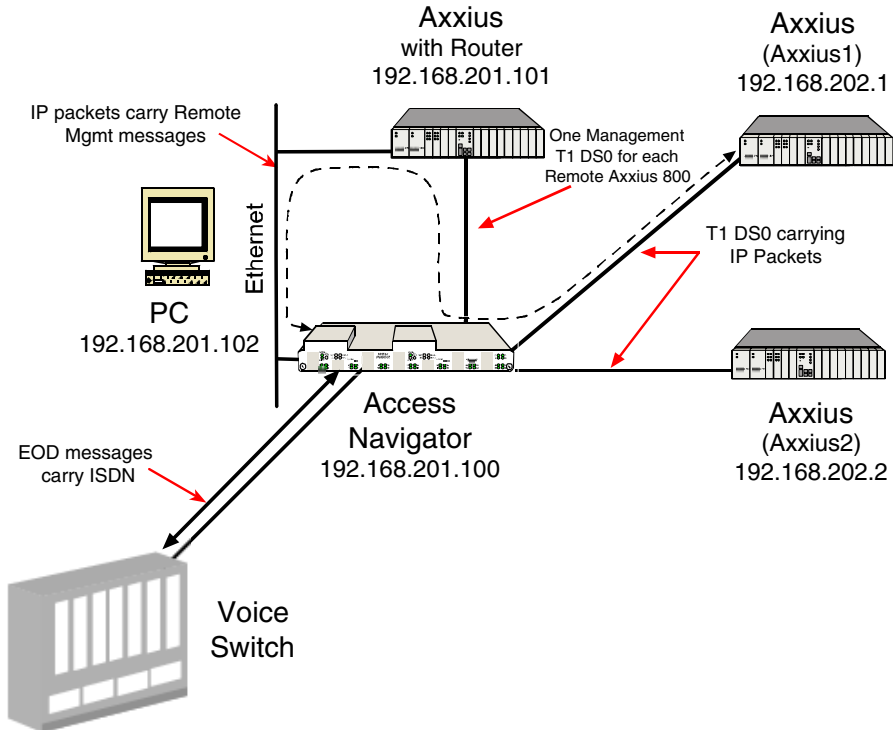 Axxius
with Router
192.168.201.101
Axxius
(Axxius1)
192.168.202.1
IP packets carry Remote
Mgmt messages
One Management
T1 DS0 for each
Remote Axxius 800
T1 DS0 carrying
IP Packets
Ethernet
PC
192.168.201.102
Access
Navigator
192.168.201.100
Axxius
(Axxius2)
192.168.202.2
EOD messages
carry ISDN
Voice
Switch